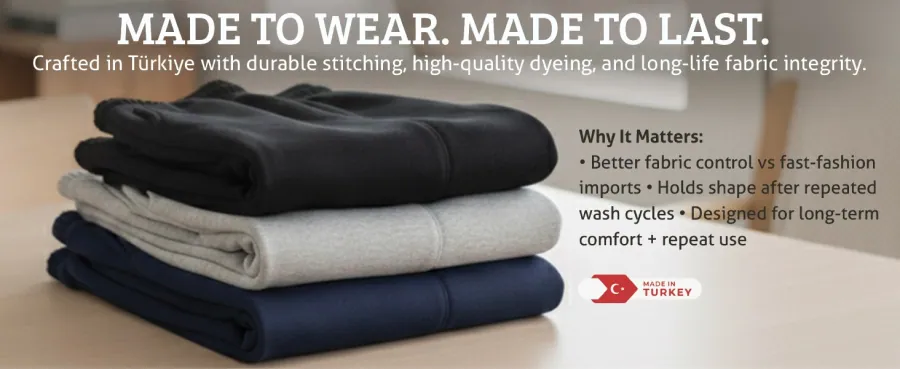 MADE TO WEAR. MADE TO LAST.
Crafted in Türkiye with durable stitching, high-quality dyeing, and long-life fabric integrity.
Why It Matters:
• Better fabric control vs fast-fashion
imports • Holds shape after repeated
wash cycles • Designed for long-term
comfort + repeat use
MADE IN
TURKEY